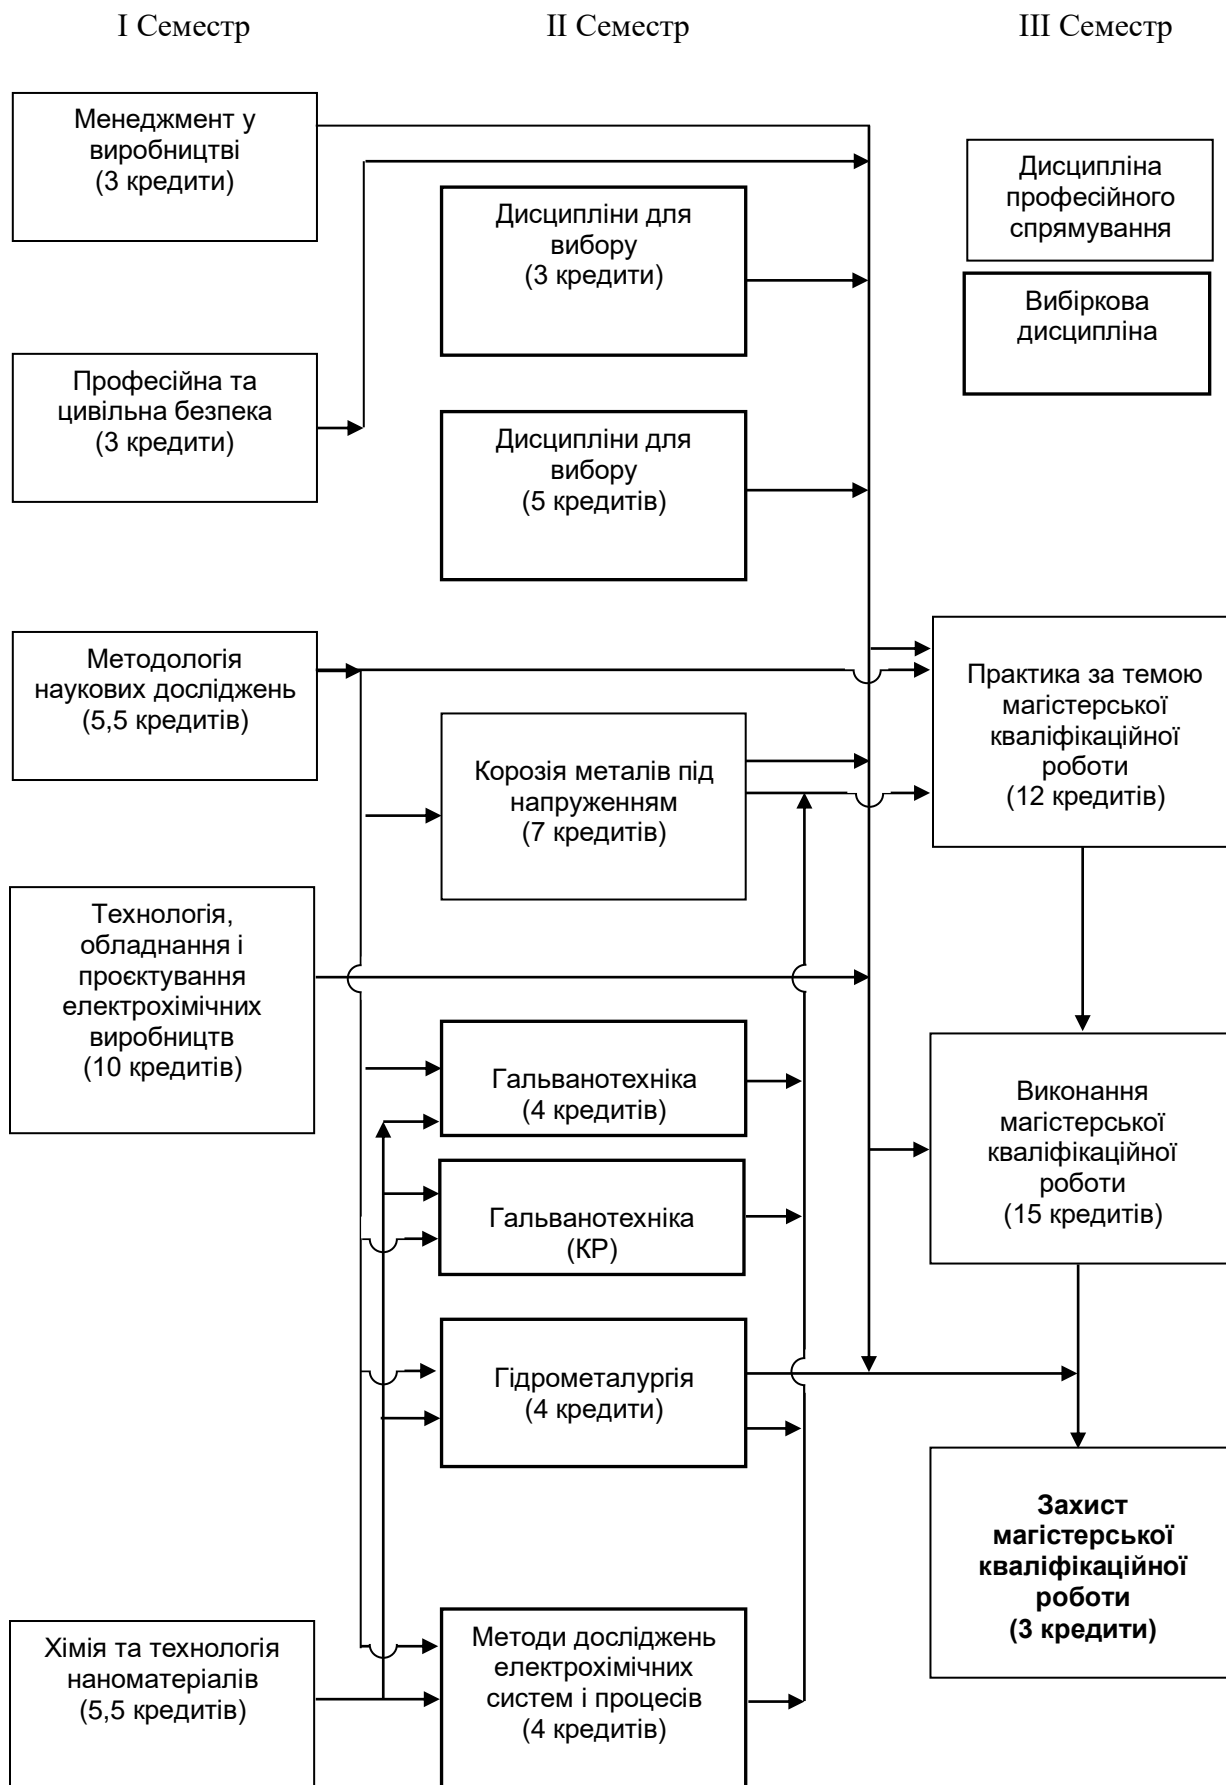 І Семестр
ІІ Семестр
ІІІ Семестр
Менеджмент у
виробництві
(3 кредити)
Професійна та
цивільна безпека
(3 кредити)
Методологія
наукових досліджень
(5,5 кредитів)
Технологія,
обладнання і
проєктування
електрохімічних
виробництв
(10 кредитів)
Хімія та технологія
наноматеріалів
(5,5 кредитів)
Дисципліни для
вибору
(3 кредити)
Дисципліни для
вибору
(5 кредитів)
Корозія металів під
напруженням
(7 кредитів)
Гальванотехніка
(4 кредитів)
Гальванотехніка
(КР)
Гідрометалургія
(4 кредити)
Методи досліджень
електрохімічних
систем і процесів
(4 кредитів)
Дисципліна
професійного
спрямування
Вибіркова
дисципліна
Практика за темою
магістерської
кваліфікаційної
роботи
(12 кредитів)
Виконання
магістерської
кваліфікаційної
роботи
(15 кредитів)
Захист
магістерської
кваліфікаційної
роботи
(3 кредити)